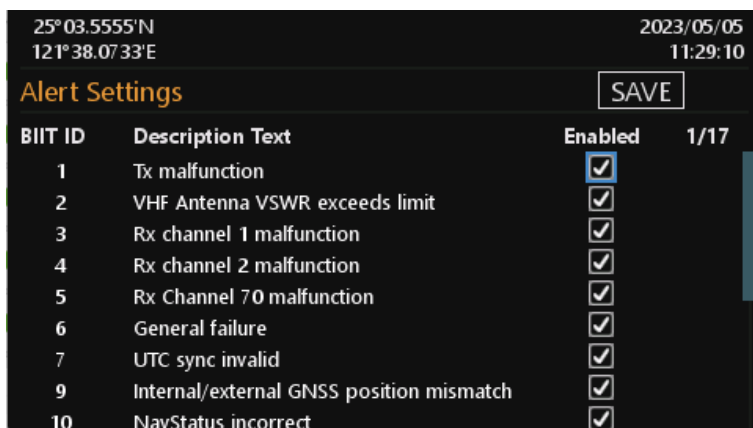 25°03.5555'N 2023/05/05
121°38.0733'E 11:29:10
Alert Settings SAVE
BIIT ID Description Text Enabled 1/17
1 Tx malfunction
2 VHF Antenna VSWR exceeds limit
3 Rx channel 1 malfunction
4 Rx channel 2 malfunction
5 Rx Channel 70 malfunction
6 General failure
7 UTC sync invalid
9 Internal/external GNSS position mismatch
10 NavStatus incorrect